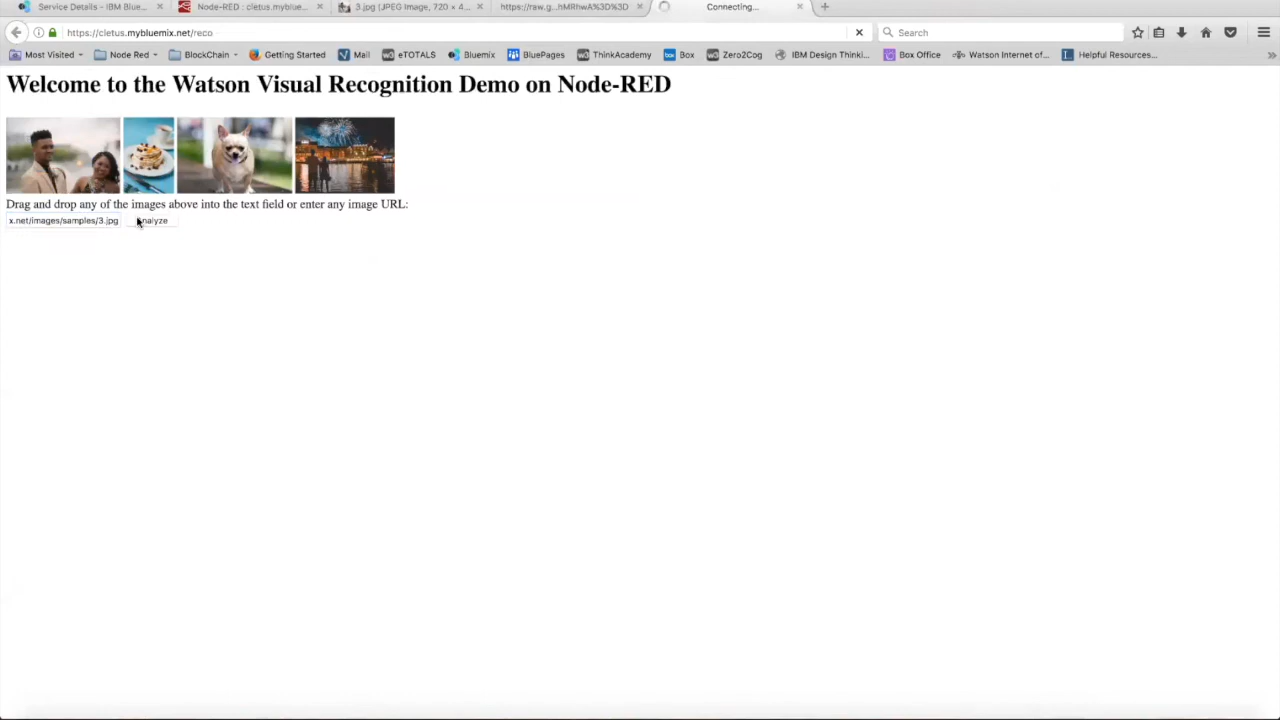 Service Details - IBM Blue...
Node-RED : cletus.myblue...
3.jpg (JPEG Image, 720 × 4...
https://raw.g...hMRhwA%3D%3D
Connecting...
https://cletus.mybluemix.net/reco
Search
Most Visited
Node Red
BlockChain
Getting Started
Mail
eTOTALS
Bluemix
BluePages
ThinkAcademy
Box
Zero2Cog
IBM Design Thinki...
Box Office
Watson Internet of...
Helpful Resources...
Welcome to the Watson Visual Recognition Demo on Node-RED
Drag and drop any of the images above into the text field or enter any image URL:
x.net/images/samples/3.jpg
Analyze